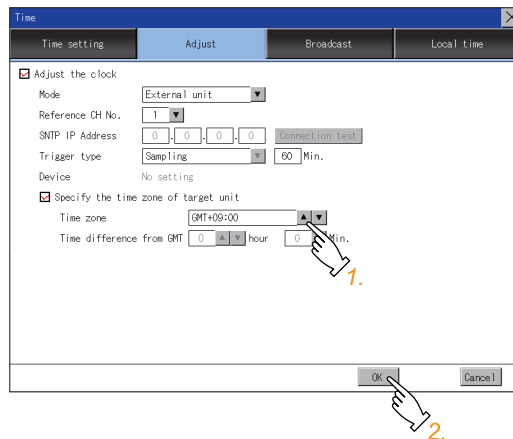 Time
Time setting Adjust Broadcast Local time
Adjust the clock
Mode External unit
Reference CH No. 1
SNTP IP Address 0 . 0 . 0 . 0 Connection test
Trigger type Sampling 60 Min.
Device No setting
Specify the time zone of target unit
Time zone GMT+09:00
Time difference from GMT 0 hour 0 Min.
1.
OK Cancel
2.